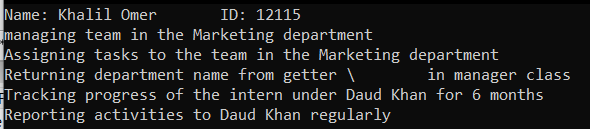 Name: Khalil Omer       ID: 12115
managing team in the Marketing department
Assigning tasks to the team in the Marketing department
Returning department name from getter \         in manager class
Tracking progress of the intern under Daud Khan for 6 months
Reporting activities to Daud Khan regularly